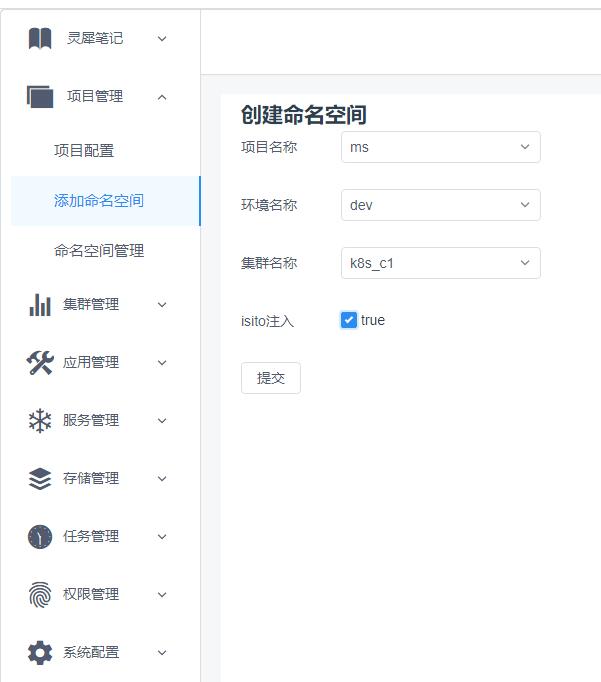 灵犀笔记
项目管理
项目配置
添加命名空间
命名空间管理
集群管理
应用管理
服务管理
存储管理
任务管理
权限管理
系统配置
创建命名空间
项目名称 ms
环境名称 dev
集群名称 k8s_c1
isito注入 true
提交